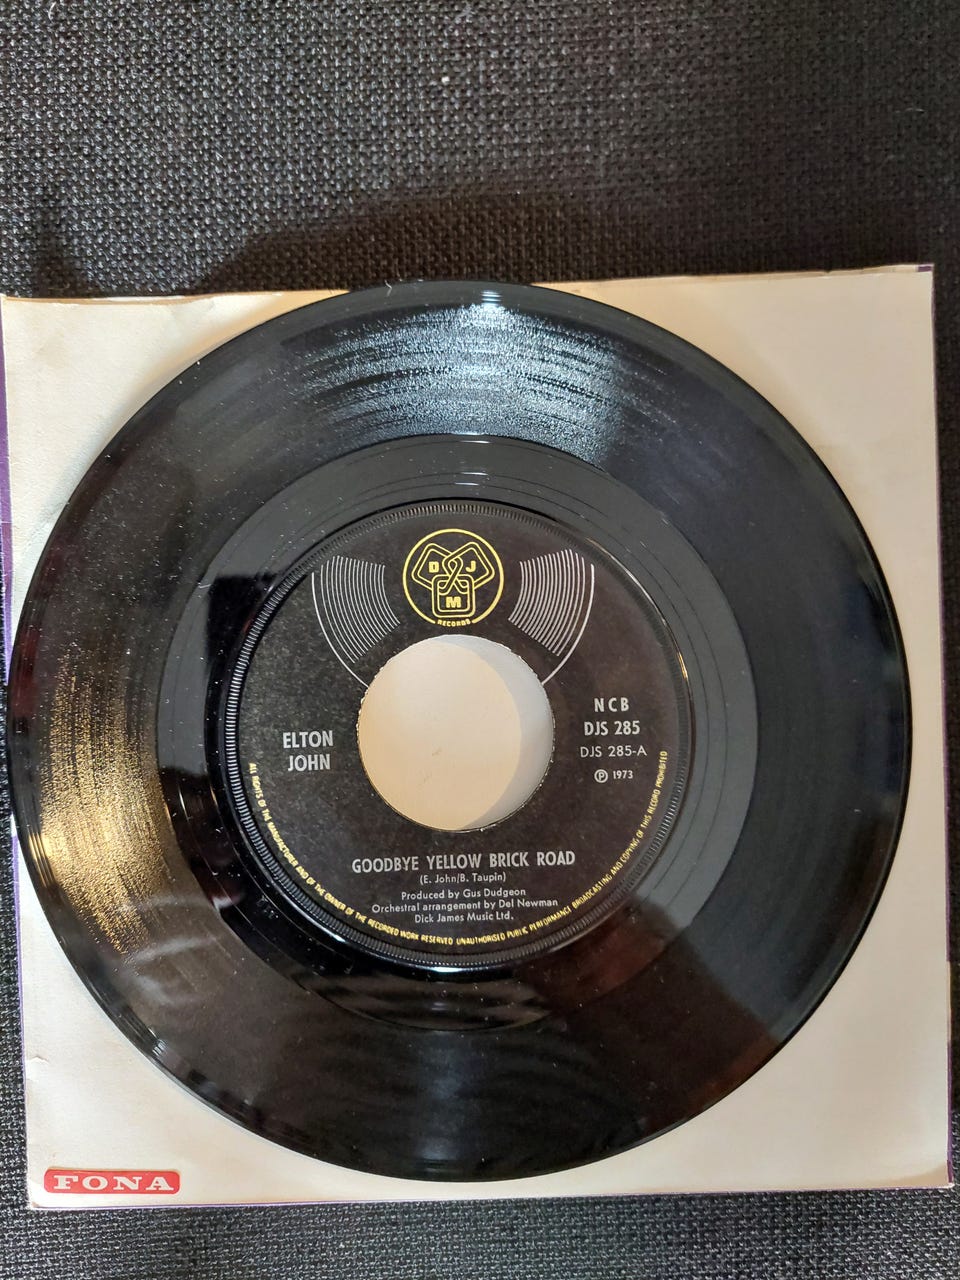 D J
M
RECORDS
NCB
DJS 285
DJS 285-A
Ⓟ 1973
ELTON
JOHN
GOODBYE YELLOW BRICK ROAD
(E. John/B. Taupin)
Produced by Gus Dudgeon
Orchestral arrangement by Del Newman
Dick James Music Ltd.
ALL RIGHTS OF THE MANUFACTURER AND OF THE OWNER OF THE RECORDED WORK RESERVED UNAUTHORISED PUBLIC PERFORMANCE BROADCASTING AND COPYING OF THIS RECORD PROHIBITED
FONA